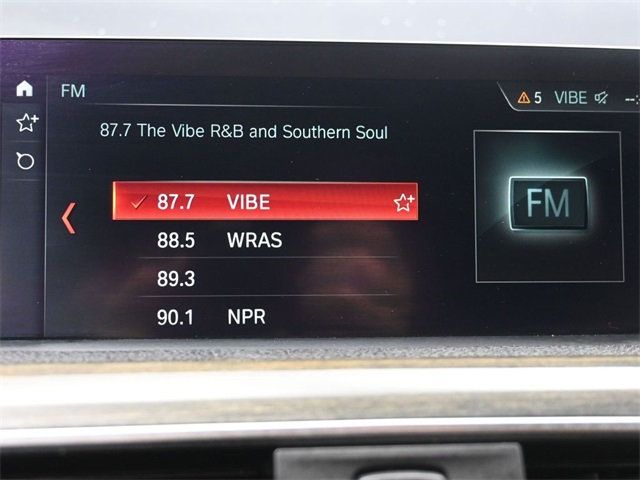 FM
5 VIBE --:
87.7 The Vibe R&B and Southern Soul
87.7 VIBE
88.5 WRAS
89.3
90.1 NPR
FM